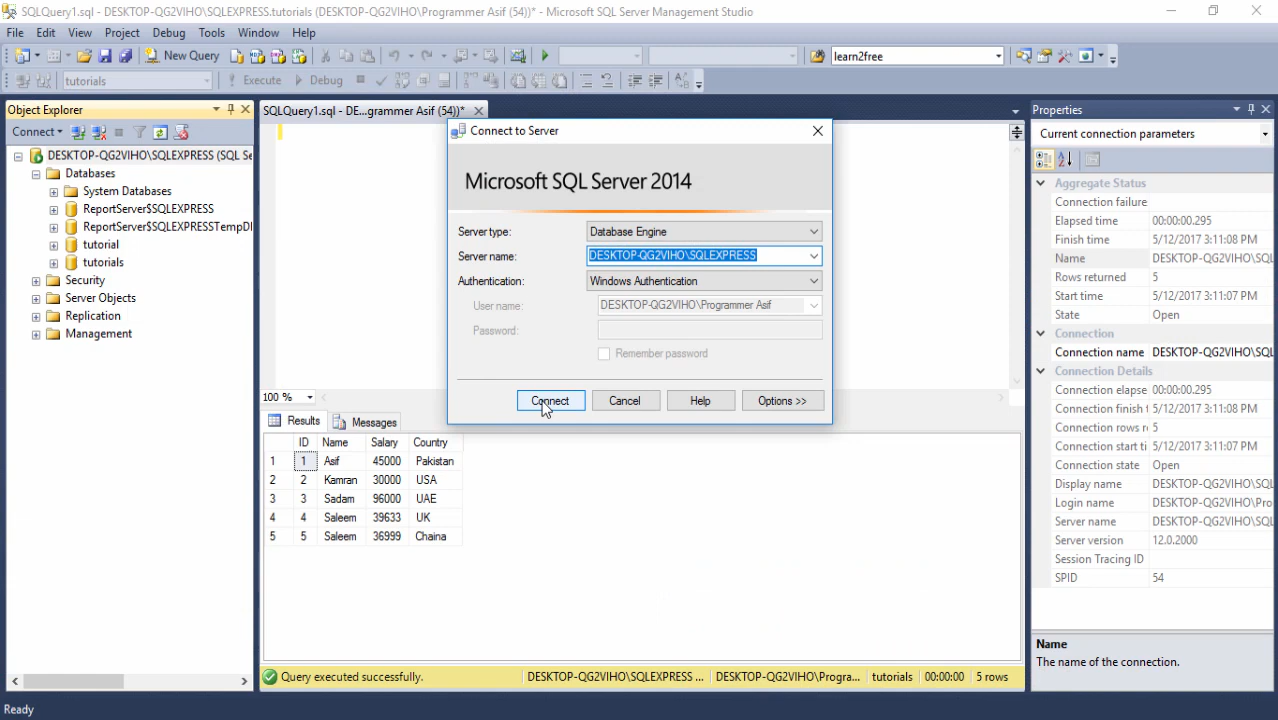 SQLQuery1.sql - DESKTOP-QG2VIHO\SQLEXPRESS.tutorials (DESKTOP-QG2VIHO\Programmer Asif (54))* - Microsoft SQL Server Management Studio
File Edit View Project Debug Tools Window Help
New Query learn2free
tutorials Execute Debug
Object Explorer
Connect
DESKTOP-QG2VIHO\SQLEXPRESS (SQL Se
Databases
System Databases
ReportServer$SQLEXPRESS
ReportServer$SQLEXPRESSTempDI
tutorial
tutorials
Security
Server Objects
Replication
Management
SQLQuery1.sql - DE...grammer Asif (54))*
Connect to Server
Microsoft SQL Server 2014
Server type: Database Engine
Server name: DESKTOP-QG2VIHO\SQLEXPRESS
Authentication: Windows Authentication
User name: DESKTOP-QG2VIHO\Programmer Asif
Password:
Remember password
Connect Cancel Help Options >>
100 %
Results Messages
ID Name Salary Country
1 1 Asif 45000 Pakistan
2 2 Kamran 30000 USA
3 3 Sadam 96000 UAE
4 4 Saleem 39633 UK
5 5 Saleem 36999 Chaina
Query executed successfully. DESKTOP-QG2VIHO\SQLEXPRESS ... DESKTOP-QG2VIHO\Progra... tutorials 00:00:00 5 rows
Properties
Current connection parameters
Aggregate Status
Connection failure
Elapsed time 00:00:00.295
Finish time 5/12/2017 3:11:08 PM
Name DESKTOP-QG2VIHO\SQL
Rows returned 5
Start time 5/12/2017 3:11:07 PM
State Open
Connection
Connection name DESKTOP-QG2VIHO\SQ
Connection Details
Connection elapse 00:00:00.295
Connection finish t 5/12/2017 3:11:08 PM
Connection rows r 5
Connection start ti 5/12/2017 3:11:07 PM
Connection state Open
Display name DESKTOP-QG2VIHO\SQL
Login name DESKTOP-QG2VIHO\Pro
Server name DESKTOP-QG2VIHO\SQL
Server version 12.0.2000
Session Tracing ID
SPID 54
Name
The name of the connection.
Ready